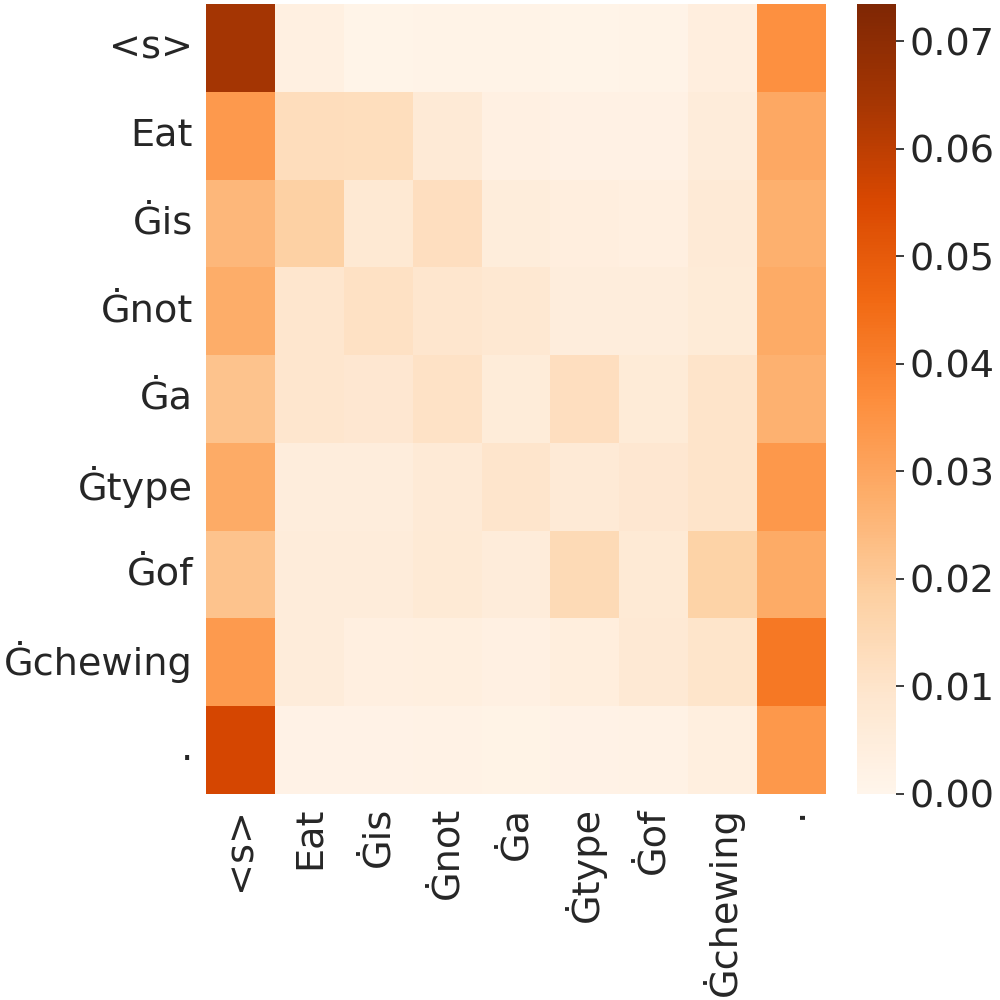 <s>
Eat
Ġis
Ġnot
Ġa
Ġtype
Ġof
Ġchewing
.
<s>
Eat
Ġis
Ġnot
Ġa
Ġtype
Ġof
Ġchewing
.
0.07
0.06
0.05
0.04
0.03
0.02
0.01
0.00